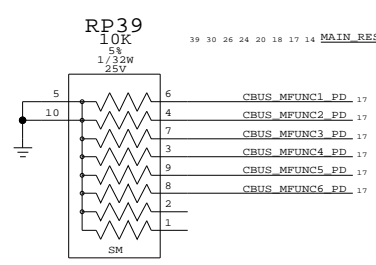 RP39
10K
5%
1/32W
25V
39 30 26 24 20 18 17 14 MAIN_RES
5 6 CBUS_MFUNC1_PD 17
10 4 CBUS_MFUNC2_PD 17
7 CBUS_MFUNC3_PD 17
3 CBUS_MFUNC4_PD 17
9 CBUS_MFUNC5_PD 17
8 CBUS_MFUNC6_PD 17
2
1
SM